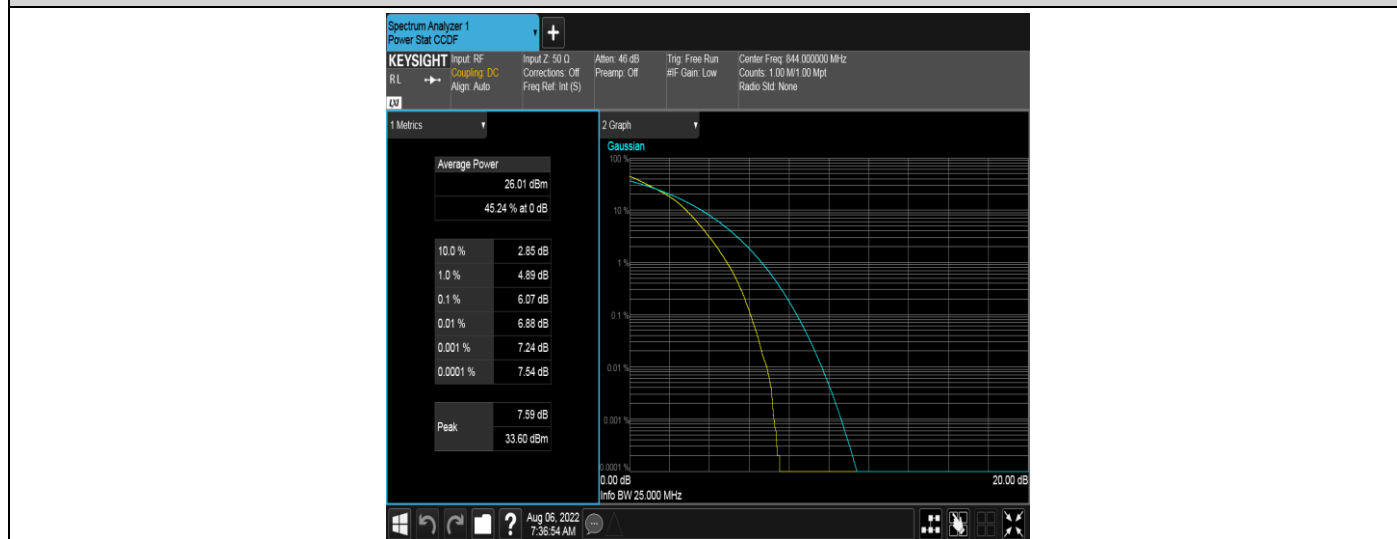 Spectrum Analyzer 1
Power Stat CCDF
+
KEYSIGHT Input: RF Input Z: 50 Ω Atten: 46 dB Trig: Free Run Center Freq: 844.000000 MHz
R L Coupling: DC Corrections: Off Preamp: Off #IF Gain: Low Counts: 1.00 M/1.00 Mpt
Align: Auto Freq Ref: Int (S) Radio Std: None
LXI
1 Metrics
2 Graph
Average Power
26.01 dBm
45.24 % at 0 dB
10.0 % 2.85 dB
1.0 % 4.89 dB
0.1 % 6.07 dB
0.01 % 6.88 dB
0.001 % 7.24 dB
0.0001 % 7.54 dB
Peak 7.59 dB
33.60 dBm
Gaussian
100 %
10 %
1 %
0.1 %
0.01 %
0.001 %
0.0001 %
0.00 dB 20.00 dB
Info BW 25.000 MHz
? Aug 06, 2022
7:36:54 AM